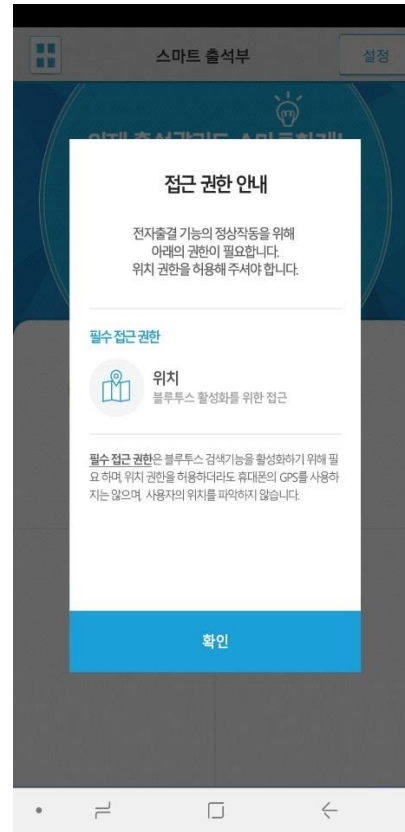 스마트 출석부
설정
접근 권한 안내
전자출결 기능의 정상작동을 위해
아래의 권한이 필요합니다.
위치 권한을 허용해 주셔야 합니다.
필수 접근 권한
위치
블루투스 활성화를 위한 접근
필수 접근 권한은 블루투스 검색기능을 활성화하기 위해 필
요 하며, 위치 권한을 허용하더라도 휴대폰의 GPS를 사용하
지는 않으며, 사용자의 위치를 파악하지 않습니다.
확인